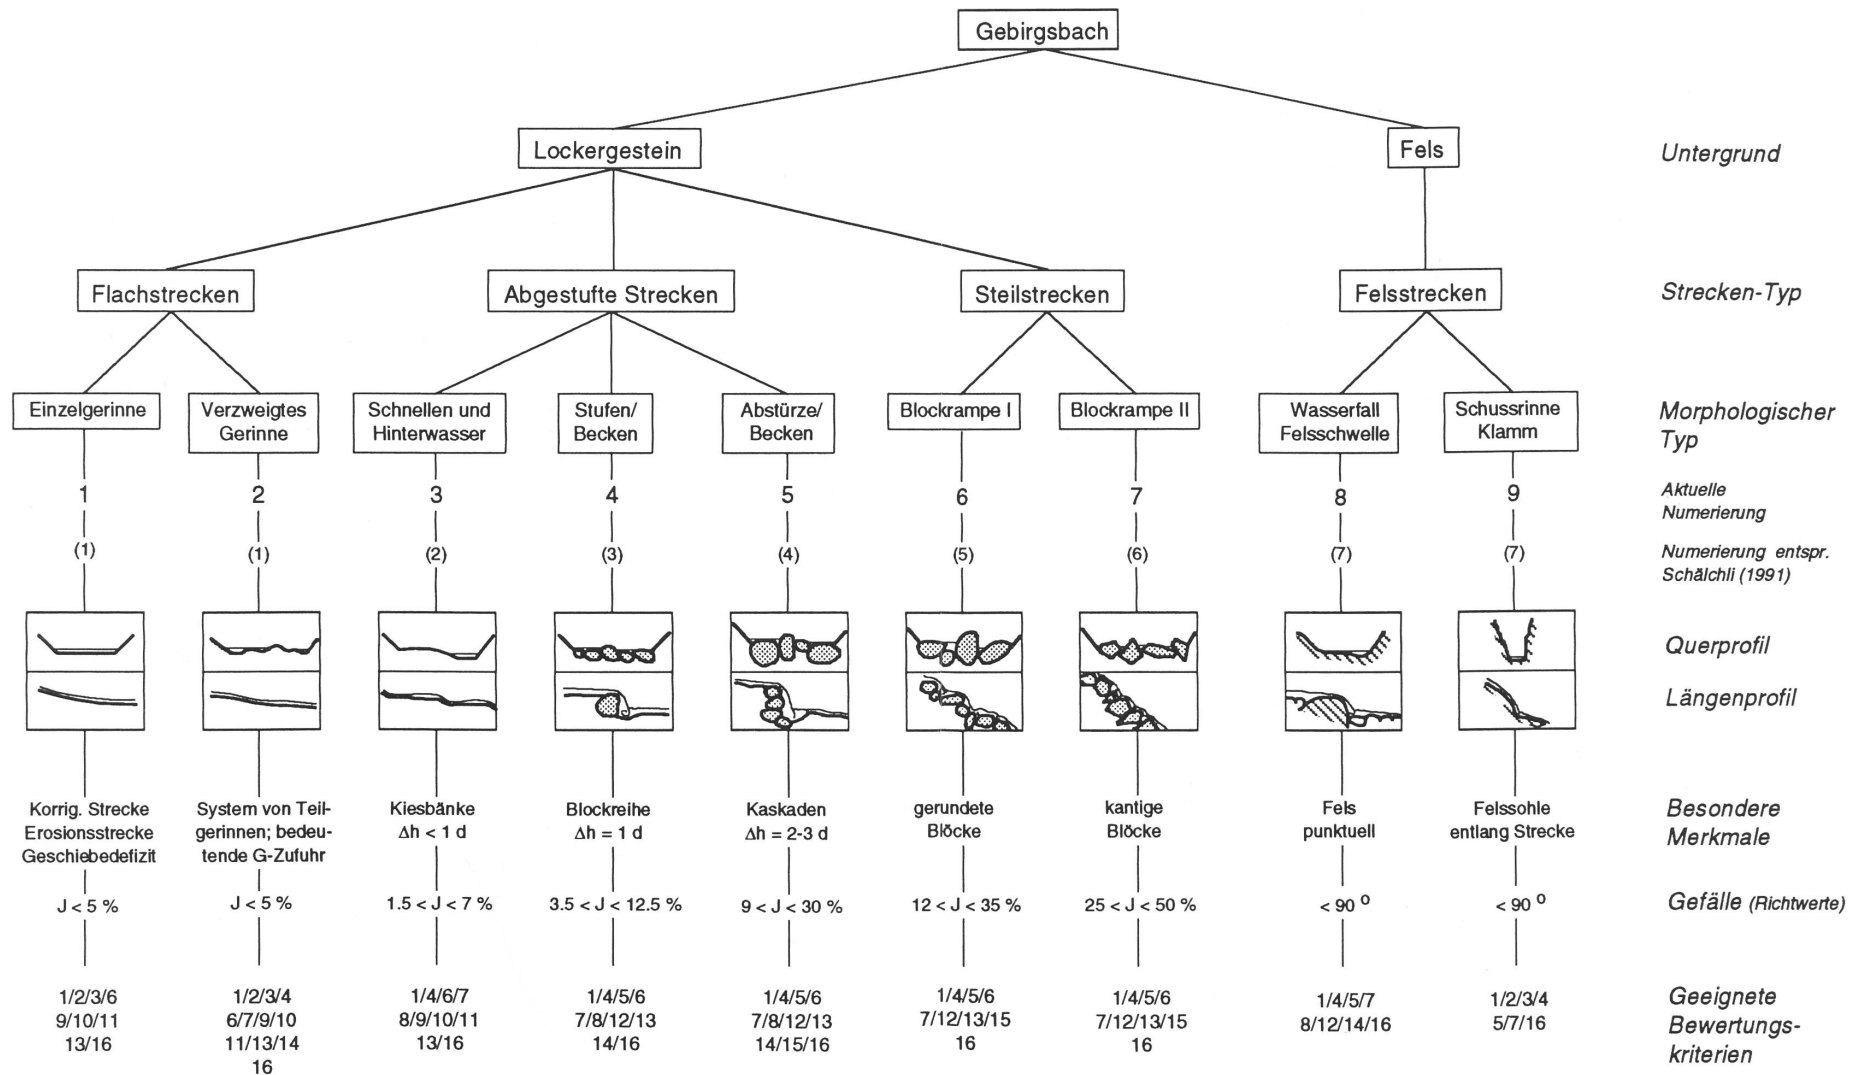 Gebirgsbach
Lockergestein
Fels
Untergrund
Flachstrecken
Abgestufte Strecken
Steilstrecken
Felsstrecken
Strecken-Typ
Einzelgerinne
Verzweigtes
Gerinne
Schnellen und
Hinterwasser
Stufen/
Becken
Abstürze/
Becken
Blockrampe I
Blockrampe II
Wasserfall
Felsschwelle
Schussrinne
Klamm
Morphologischer
Typ
1
2
3
4
5
6
7
8
9
Aktuelle
Numerierung
(1)
(1)
(2)
(3)
(4)
(5)
(6)
(7)
(7)
Numerierung entspr.
Schälchli (1991)
Querprofil
Längenprofil
Korrig. Strecke
Erosionsstrecke
Geschiebedefizit
System von Teil-
gerinnen; bedeu-
tende G-Zufuhr
Kiesbänke
Δh < 1 d
Blockreihe
Δh = 1 d
Kaskaden
Δh = 2-3 d
gerundete
Blöcke
kantige
Blöcke
Fels
punktuell
Felssohle
entlang Strecke
Besondere
Merkmale
J < 5 %
J < 5 %
1.5 < J < 7 %
3.5 < J < 12.5 %
9 < J < 30 %
12 < J < 35 %
25 < J < 50 %
< 90 o
< 90 o
Gefälle (Richtwerte)
1/2/3/6
9/10/11
13/16
1/2/3/4
6/7/9/10
11/13/14
16
1/4/6/7
8/9/10/11
13/16
1/4/5/6
7/8/12/13
14/16
1/4/5/6
7/8/12/13
14/15/16
1/4/5/6
7/12/13/15
16
1/4/5/6
7/12/13/15
16
1/4/5/7
8/12/14/16
1/2/3/4
5/7/16
Geeignete
Bewertungs-
kriterien